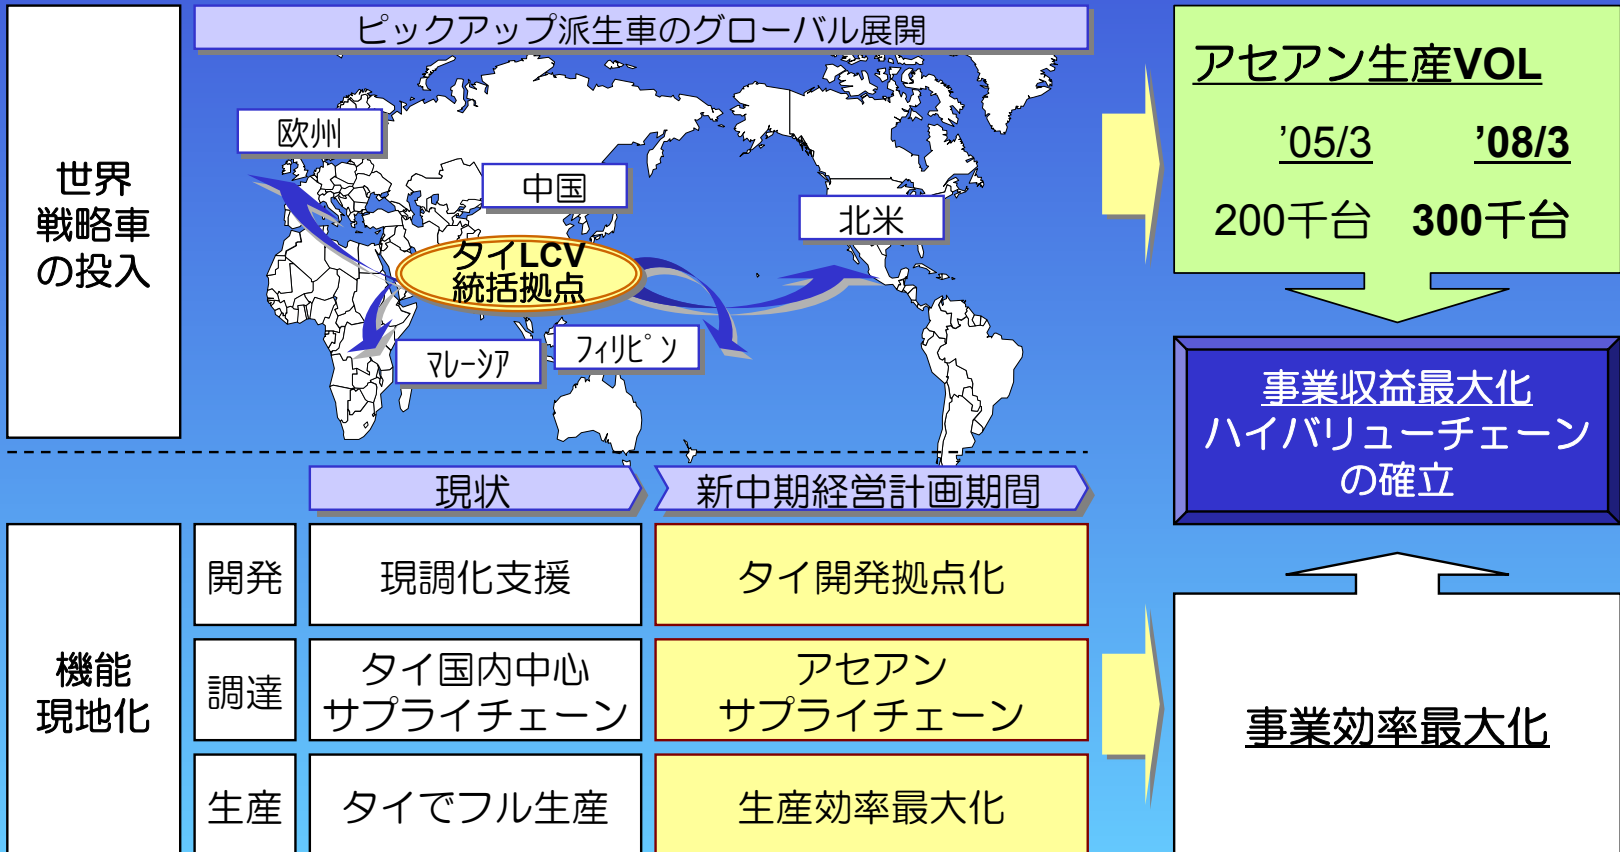 ピックアップ派生車のグローバル展開
世界
戦略車
の投入
欧州
中国
北米
タイLCV
統括拠点
ﾏﾚｰｼｱ
ﾌｨﾘﾋﾟﾝ
アセアン生産VOL
’05/3 ’08/3
200千台 300千台
事業収益最大化
ハイバリューチェーン
の確立
現状
新中期経営計画期間
機能
現地化
開発
現調化支援
タイ開発拠点化
調達
タイ国内中心
サプライチェーン
アセアン
サプライチェーン
生産
タイでフル生産
生産効率最大化
事業効率最大化